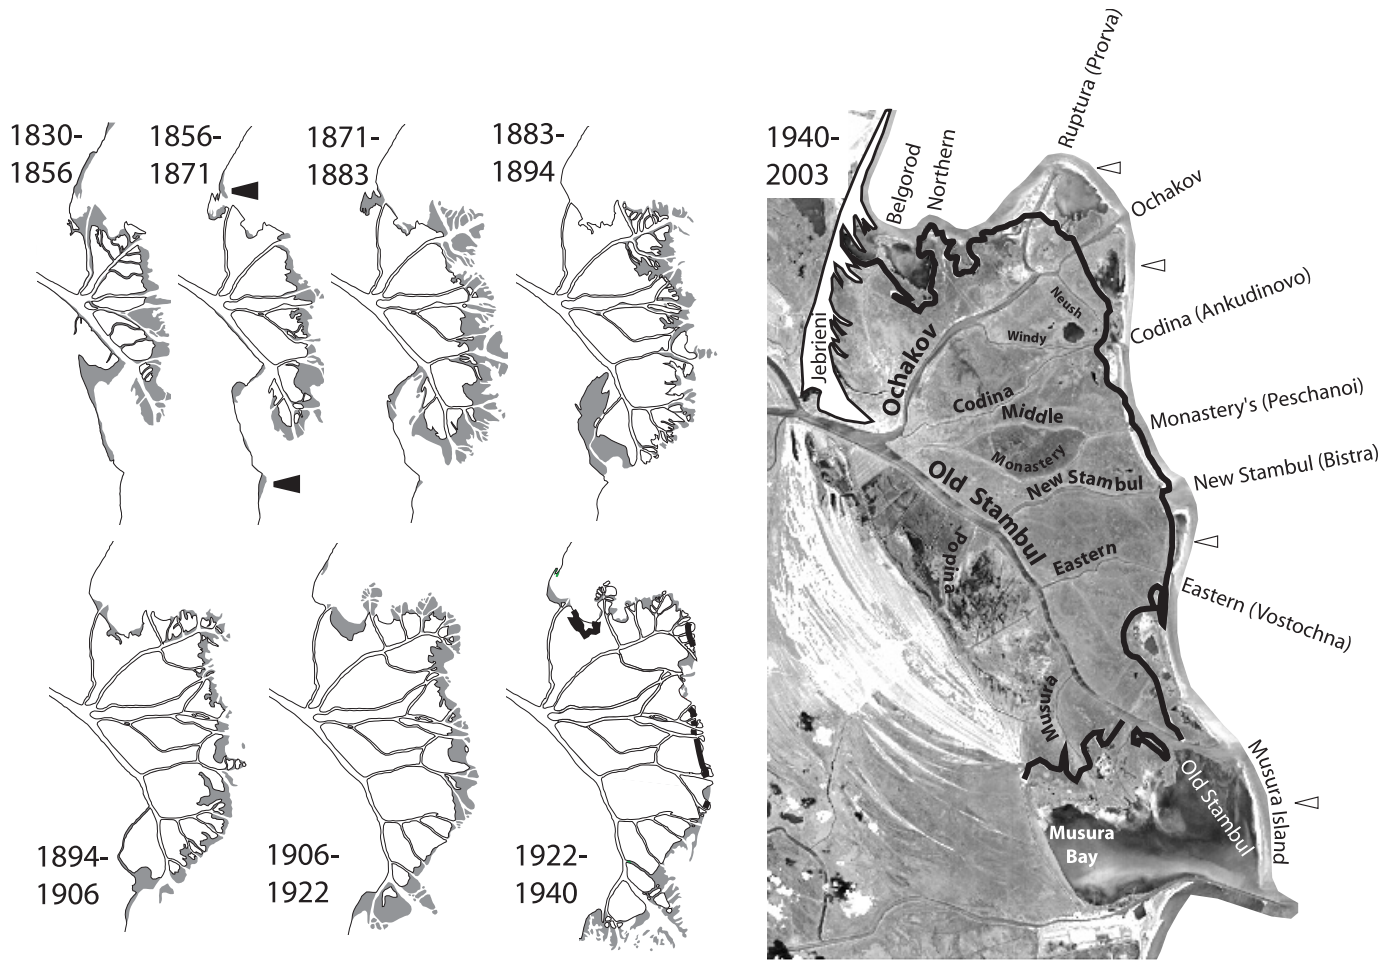 1830-
1856
1856-
1871
1871-
1883
1883-
1894
1894-
1906
1906-
1922
1922-
1940
1940-
2003
Ruptura (Prorva)
Belgorod
Northern
Ochakov
Codina (Ankudinovo)
Neush
Windy
Jebrieni
Ochakov
Codina
Middle
Monastery's (Peschanoi)
Monastery
New Stambul (Bistra)
New Stambul
Old Stambul
Eastern
Popina
Eastern (Vostochna)
Musura
Old Stambul
Musura Island
Musura
Bay